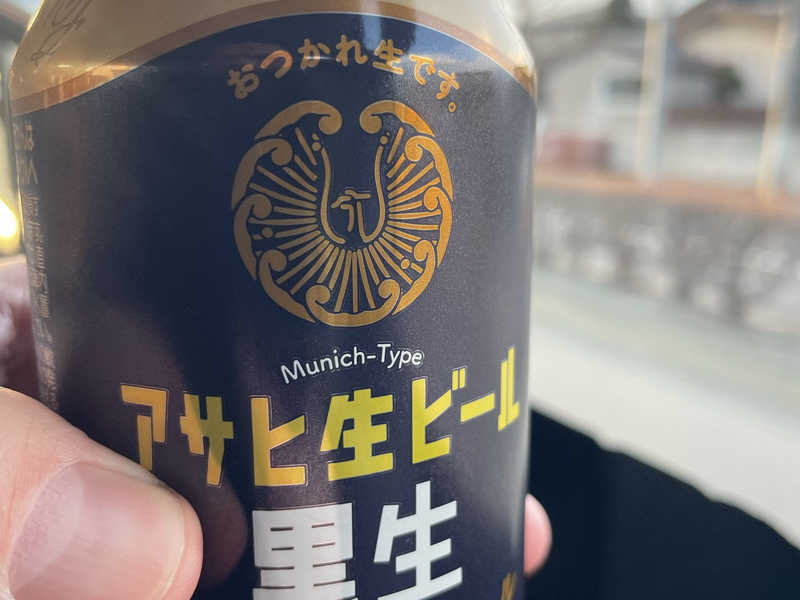 おつかれ生です。
Munich-Type
アサヒ生ビール
黒生